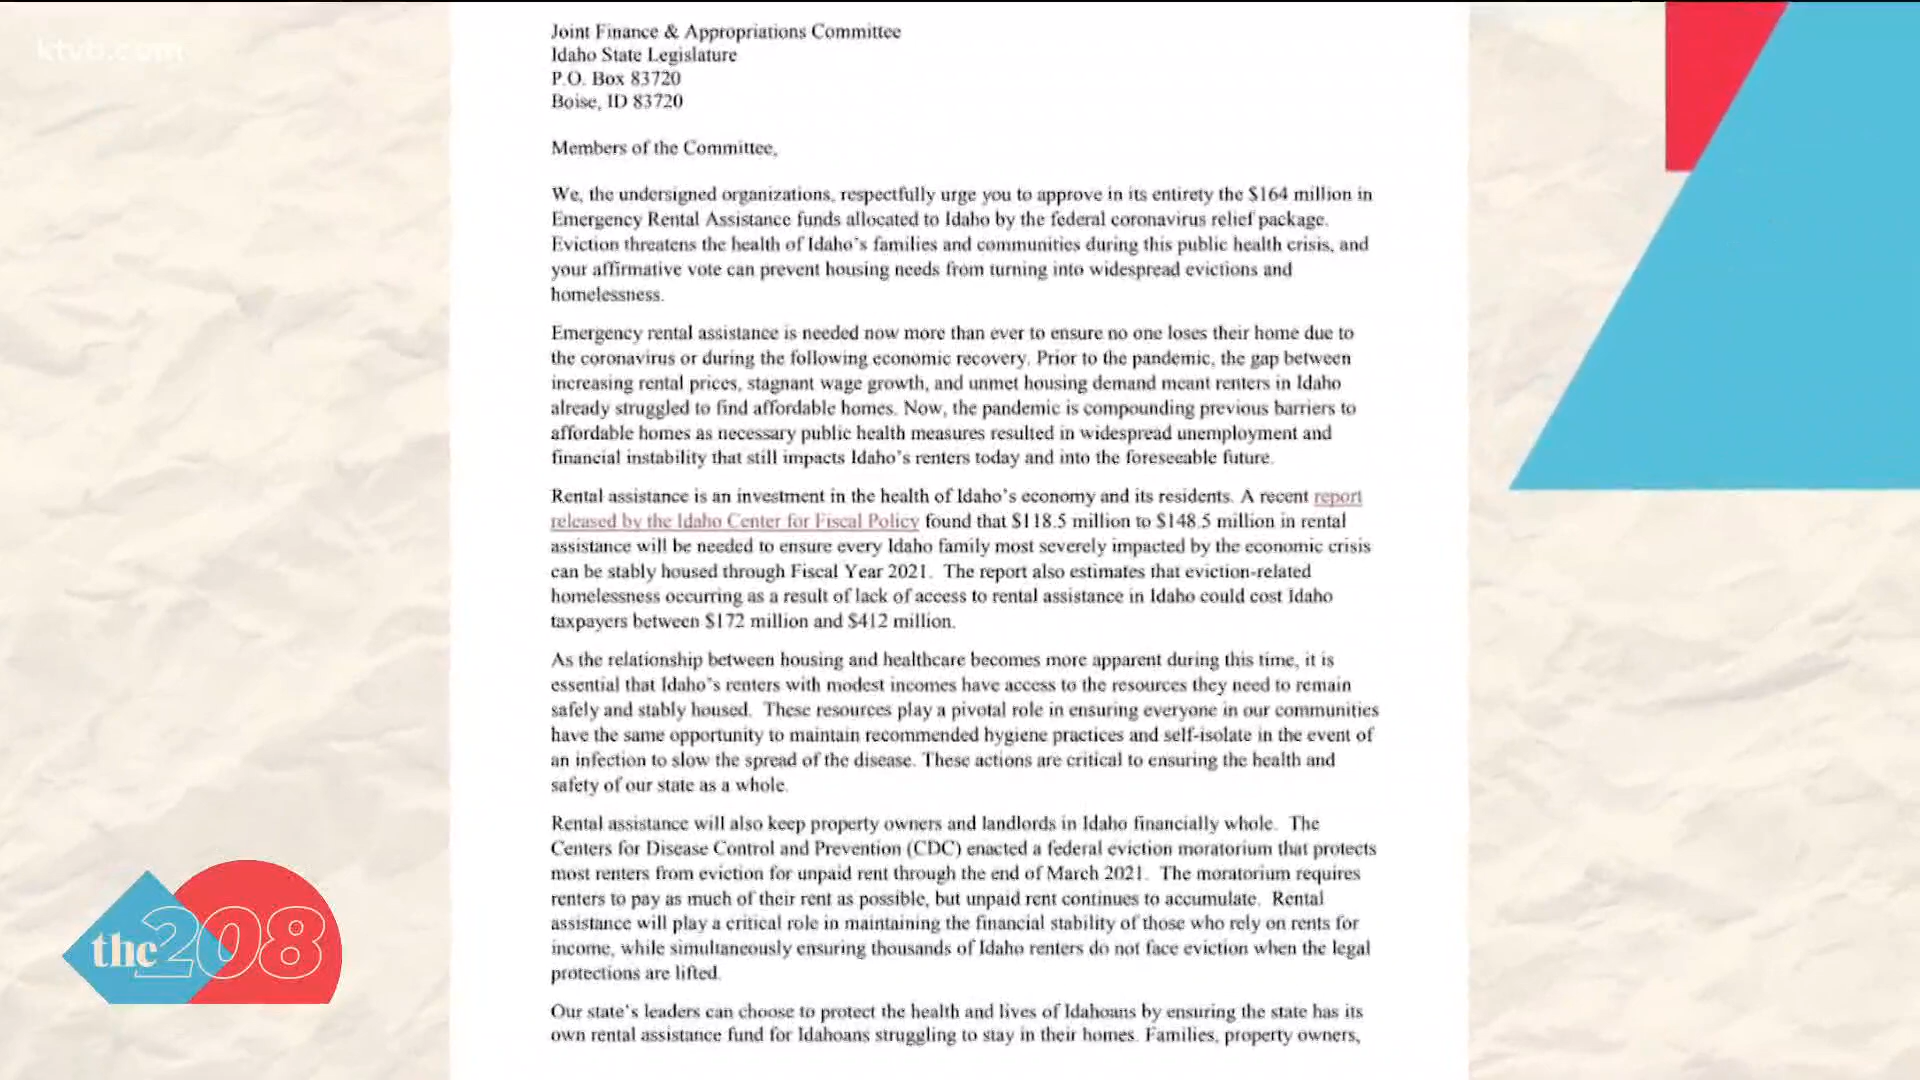 ktvb.com
Joint Finance & Appropriations Committee
Idaho State Legislature
P.O. Box 83720
Boise, ID 83720
Members of the Committee,
We, the undersigned organizations, respectfully urge you to approve in its entirety the $164 million in
Emergency Rental Assistance funds allocated to Idaho by the federal coronavirus relief package.
Eviction threatens the health of Idaho's families and communities during this public health crisis, and
your affirmative vote can prevent housing needs from turning into widespread evictions and
homelessness.
Emergency rental assistance is needed now more than ever to ensure no one loses their home due to
the coronavirus or during the following economic recovery. Prior to the pandemic, the gap between
increasing rental prices, stagnant wage growth, and unmet housing demand meant renters in Idaho
already struggled to find affordable homes. Now, the pandemic is compounding previous barriers to
affordable homes as necessary public health measures resulted in widespread unemployment and
financial instability that still impacts Idaho's renters today and into the foreseeable future.
Rental assistance is an investment in the health of Idaho's economy and its residents. A recent report
released by the Idaho Center for Fiscal Policy found that $118.5 million to $148.5 million in rental
assistance will be needed to ensure every Idaho family most severely impacted by the economic crisis
can be stably housed through Fiscal Year 2021. The report also estimates that eviction-related
homelessness occurring as a result of lack of access to rental assistance in Idaho could cost Idaho
taxpayers between $172 million and $412 million.
As the relationship between housing and healthcare becomes more apparent during this time, it is
essential that Idaho's renters with modest incomes have access to the resources they need to remain
safely and stably housed. These resources play a pivotal role in ensuring everyone in our communities
have the same opportunity to maintain recommended hygiene practices and self-isolate in the event of
an infection to slow the spread of the disease. These actions are critical to ensuring the health and
safety of our state as a whole.
Rental assistance will also keep property owners and landlords in Idaho financially whole. The
Centers for Disease Control and Prevention (CDC) enacted a federal eviction moratorium that protects
most renters from eviction for unpaid rent through the end of March 2021. The moratorium requires
renters to pay as much of their rent as possible, but unpaid rent continues to accumulate. Rental
assistance will play a critical role in maintaining the financial stability of those who rely on rents for
income, while simultaneously ensuring thousands of Idaho renters do not face eviction when the legal
protections are lifted.
Our state's leaders can choose to protect the health and lives of Idahoans by ensuring the state has its
own rental assistance fund for Idahoans struggling to stay in their homes. Families, property owners,
the 208